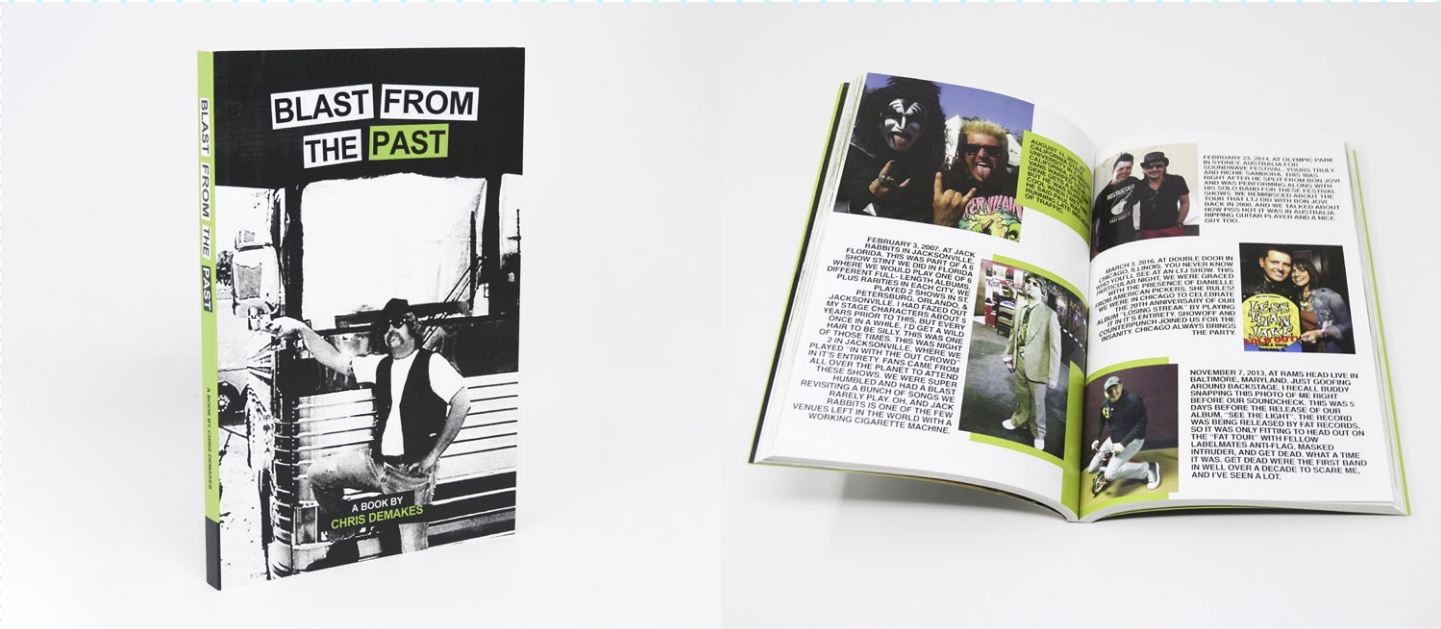 BLAST FROM
THE PAST
A BOOK BY
CHRIS DEMAKES
BLAST FROM THE PAST
A BOOK BY CHRIS DEMAKES
AUGUST
CALIFORNIA
UNIVERSITY
OF TRAFFIC.
FEBRUARY 3, 2007, AT JACK
RABBITS IN JACKSONVILLE,
FLORIDA. THIS WAS PART OF A 6
SHOW STINT WE DID IN FLORIDA
WHERE WE WOULD PLAY ONE OF 6
DIFFERENT FULL- LENGTH ALBUMS,
PLUS RARITIES IN EACH CITY. WE
PLAYED 2 SHOWS IN ST.
PETERSBURG, ORLANDO, &
JACKSONVILLE. I HAD FAZED OUT
MY STAGE CHARACTERS ABOUT 5
YEARS PRIOR TO THIS. BUT EVERY
ONCE IN A WHILE, I'D GET A WILD
HAIR TO BE SILLY. THIS WAS ONE
OF THOSE TIMES. THIS WAS NIGHT
2 IN JACKSONVILLE, WHERE WE
PLAYED "IN WITH THE OUT CROWD"
IN IT'S ENTIRETY. FANS CAME FROM
ALL OVER THE PLANET TO ATTEND
THESE SHOWS. WE WERE SUPER
HUMBLED AND HAD A BLAST
REVISITING A BUNCH OF SONGS WE
RARELY PLAY. OH, AND JACK
RABBITS IS ONE OF THE FEW
VENUES LEFT IN THE WORLD WITH A
WORKING CIGARETTE MACHINE.
FEBRUARY 23, 2014, AT OLYMPIC PARK
IN SYDNEY, AUSTRALIA FOR
SOUNDWAVE FESTIVAL. YOURS TRULY
AND RICHIE SAMBORA. THIS WAS
RIGHT AFTER HE SPLIT FROM BON JOVI
AND WAS PERFORMING ALONG WITH
HIS SOLO BAND FOR THESE FESTIVAL
SHOWS. WE REMINISCED ABOUT THE
TOUR THAT LTJ DID WITH BON JOVI
BACK IN 2000, AND WE TALKED ABOUT
HOW PISS HOT IT WAS IN AUSTRALIA.
RIPPING GUITAR PLAYER AND A NICE
GUY TOO.
MARCH 3, 2016, AT DOUBLE DOOR IN
CHICAGO, ILLINOIS. YOU NEVER KNOW
WHO YOU'LL SEE AT AN LTJ SHOW. THIS
PARTICULAR NIGHT, WE WERE GRACED
WITH THE PRESENCE OF DANIELLE
FROM AMERICAN PICKERS. SHE RULES!
WE WERE IN CHICAGO TO CELEBRATE
THE 20TH ANNIVERSARY OF OUR
ALBUM "LOSING STREAK" BY PLAYING
IT IN IT'S ENTIRETY. SHOWOFF AND
COUNTERPUNCH JOINED US FOR THE
INSANITY. CHICAGO ALWAYS BRINGS
THE PARTY.
LESS
THAN
JAKE
SOLD OUT!
NOVEMBER 7, 2013, AT RAMS HEAD LIVE IN
BALTIMORE, MARYLAND. JUST GOOFING
AROUND BACKSTAGE. I RECALL BUDDY
SNAPPING THIS PHOTO OF ME RIGHT
BEFORE OUR SOUNDCHECK. THIS WAS 5
DAYS BEFORE THE RELEASE OF OUR
ALBUM, "SEE THE LIGHT". THE RECORD
WAS BEING RELEASED BY FAT RECORDS,
SO IT WAS ONLY FITTING TO HEAD OUT ON
THE "FAT TOUR" WITH FELLOW
LABELMATES ANTI-FLAG, MASKED
INTRUDER, AND GET DEAD. WHAT A TIME
IT WAS. GET DEAD WERE THE FIRST BAND
IN WELL OVER A DECADE TO SCARE ME,
AND I'VE SEEN A LOT.